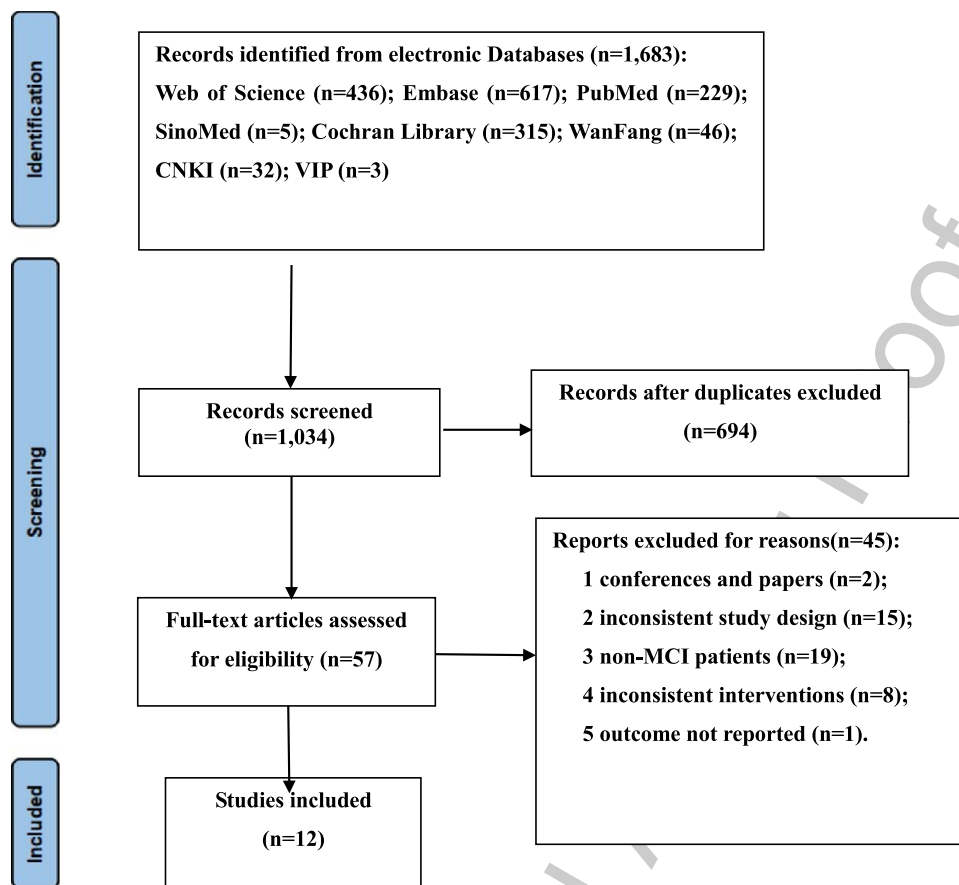 Identification
Records identified from electronic Databases (n=1,683):
Web of Science (n=436); Embase (n=617); PubMed (n=229);
SinoMed (n=5); Cochran Library (n=315); WanFang (n=46);
CNKI (n=32); VIP (n=3)
Screening
Records screened
(n=1,034)
Records after duplicates excluded
(n=694)
Full-text articles assessed
for eligibility (n=57)
Reports excluded for reasons(n=45):
1 conferences and papers (n=2);
2 inconsistent study design (n=15);
3 non-MCI patients (n=19);
4 inconsistent interventions (n=8);
5 outcome not reported (n=1).
Included
Studies included
(n=12)